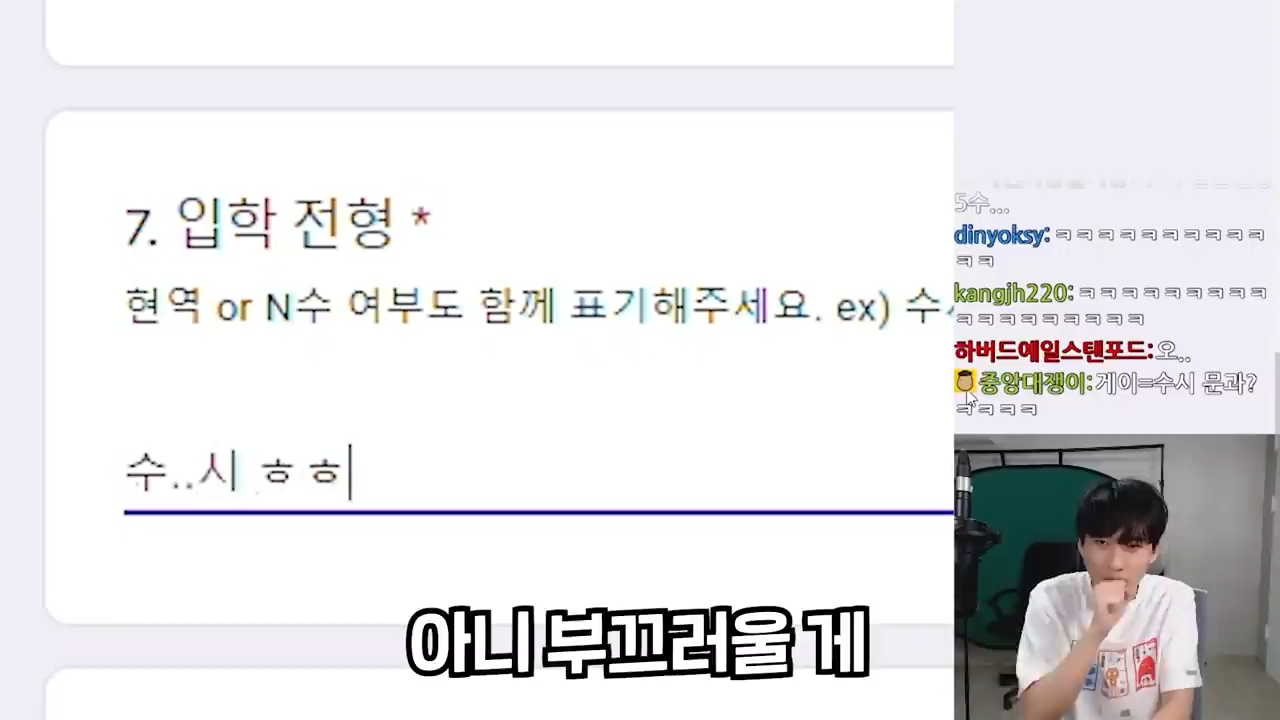 7. 입학 전형 *
현역 or N수 여부도 함께 표기해주세요. ex) 수
수..시 ㅎㅎ
5수...
dinyoksy:ㅋㅋㅋㅋㅋㅋㅋㅋㅋㅋ
ㅋㅋ
kangjh220:ㅋㅋㅋㅋㅋㅋㅋㅋㅋ
ㅋㅋㅋㅋㅋㅋㅋㅋㅋ
하버드예일스탠포드:오..
중앙대쟁이:게이=수시 문과?
ㅋㅋㅋㅋ
아니 부끄러울 게